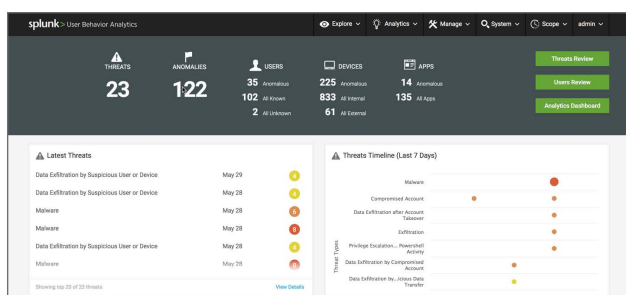 splunk> User Behavior Analytics
Explore Analytics Manage System Scope admin
THREATS
23
ANOMALIES
122
USERS
35 Anomalous
102 All Known
2 All Unknown
DEVICES
225 Anomalous
833 All Internal
61 All External
APPS
14 Anomalous
135 All Apps
Threats Review
Users Review
Analytics Dashboard
Latest Threats
Data Exfiltration by Suspicious User or Device May 29 4
Data Exfiltration by Suspicious User or Device May 28 4
Malware May 28 6
Malware May 28 8
Data Exfiltration by Suspicious User or Device May 28 4
Malware May 28
Showing top 20 of 23 threats View Details
Threats Timeline (Last 7 Days)
Threat Types
Malware
Compromised Account
Data Exfiltration after Account
Takeover
Exfiltration
Privilege Escalation... Powershell
Activity
Data Exfiltration by Compromised
Account
Data Exfiltration by...icious Data
Transfer